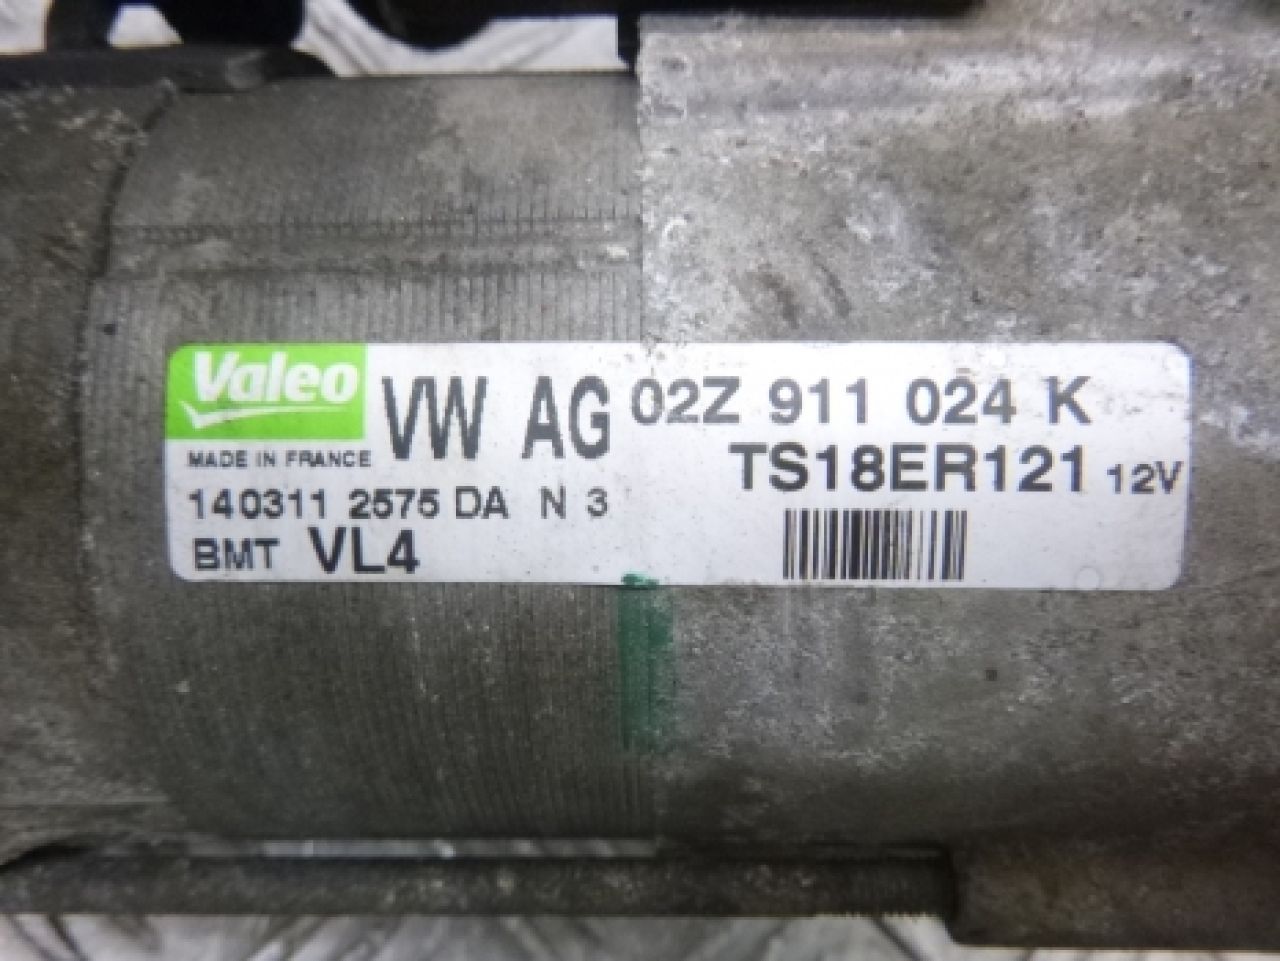 Valeo VW AG 02Z 911 024 K
MADE IN FRANCE TS18ER121 12V
140311 2575 DA N 3
BMT VL4